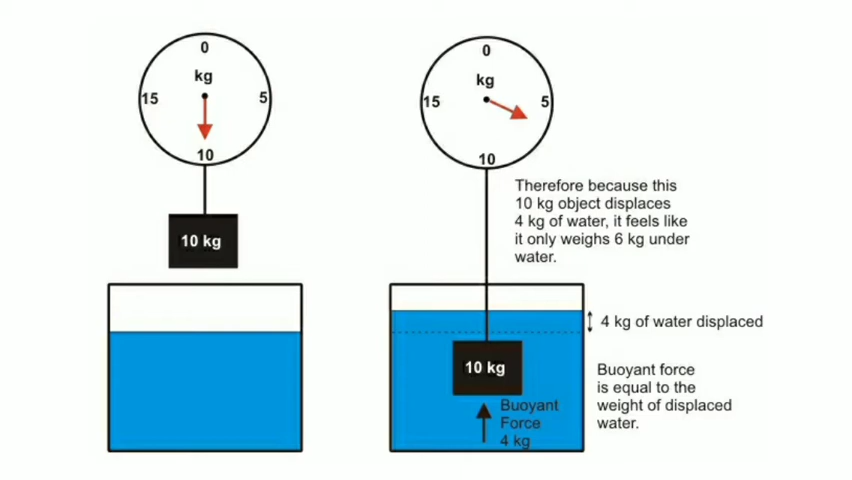 0
kg
15
5
10
10 kg
0
kg
15
5
10
Therefore because this
10 kg object displaces
4 kg of water, it feels like
it only weighs 6 kg under
water.
4 kg of water displaced
10 kg
Buoyant force
is equal to the
weight of displaced
water.
Buoyant
Force
4 kg